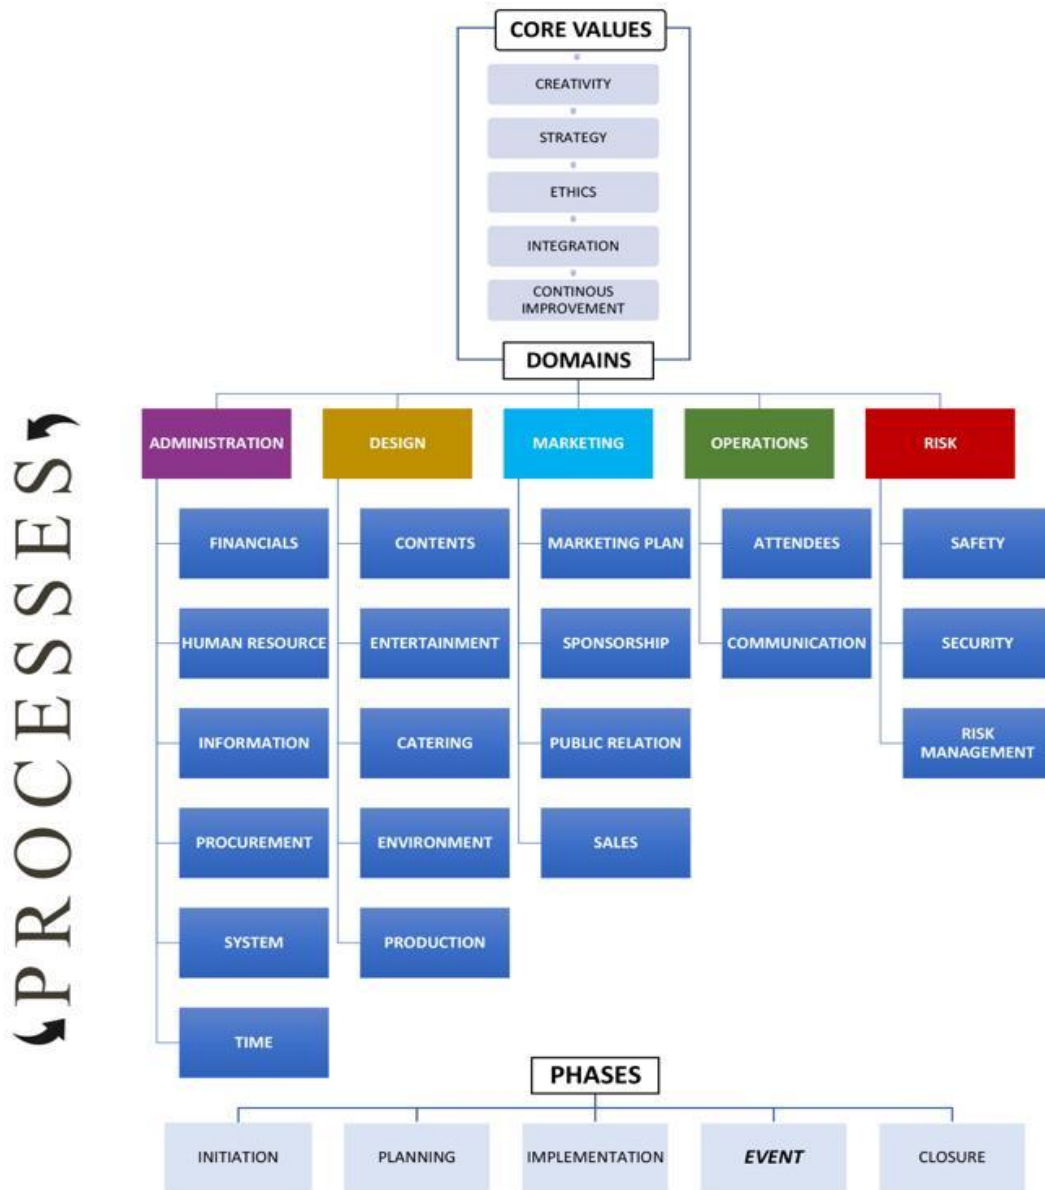 CORE VALUES
CREATIVITY
STRATEGY
ETHICS
INTEGRATION
CONTINOUS
IMPROVEMENT
DOMAINS
PROCESSES
ADMINISTRATION
FINANCIALS
HUMAN RESOURCE
INFORMATION
PROCUREMENT
SYSTEM
TIME
DESIGN
CONTENTS
ENTERTAINMENT
CATERING
ENVIRONMENT
PRODUCTION
MARKETING
MARKETING PLAN
SPONSORSHIP
PUBLIC RELATION
SALES
OPERATIONS
ATTENDEES
COMMUNICATION
RISK
SAFETY
SECURITY
RISK
MANAGEMENT
PHASES
INITIATION
PLANNING
IMPLEMENTATION
EVENT
CLOSURE